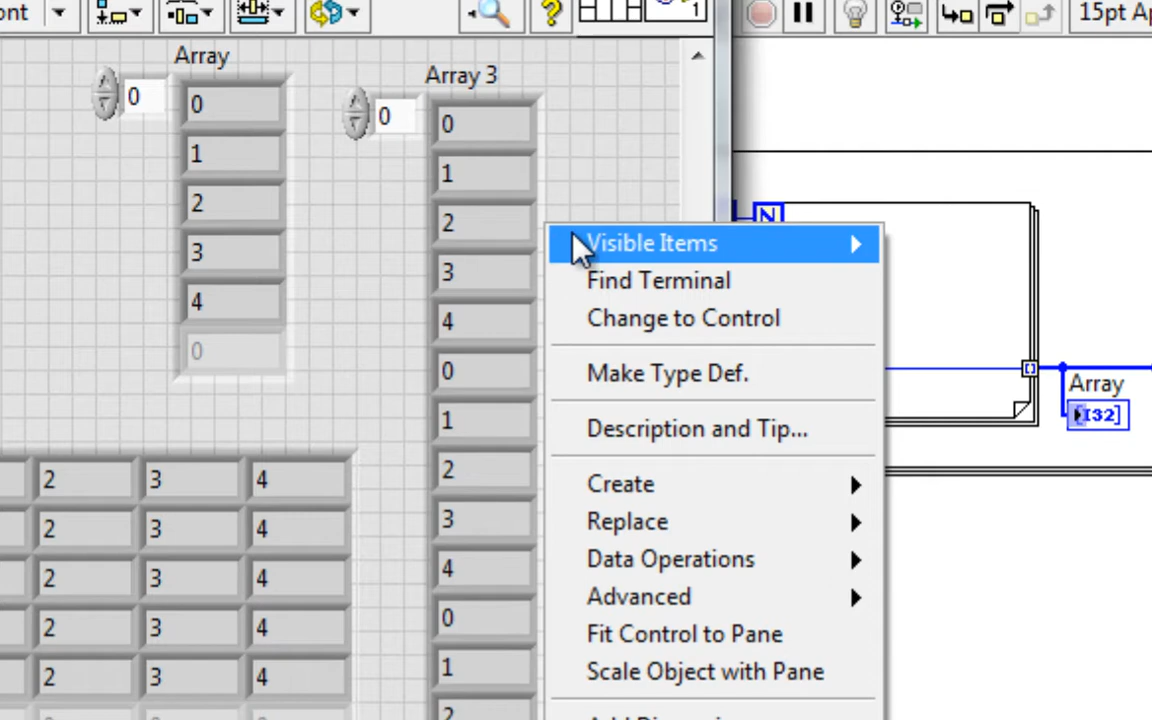 ont
?
1
15pt Ap
Array
0
0
1
2
3
4
0
Array 3
0
0
1
2
3
4
0
1
2
3
4
0
1
2
2 3 4
2 3 4
2 3 4
2 3 4
2 3 4
Visible Items
Find Terminal
Change to Control
Make Type Def.
Description and Tip...
Create
Replace
Data Operations
Advanced
Fit Control to Pane
Scale Object with Pane
N
Array
[I32]